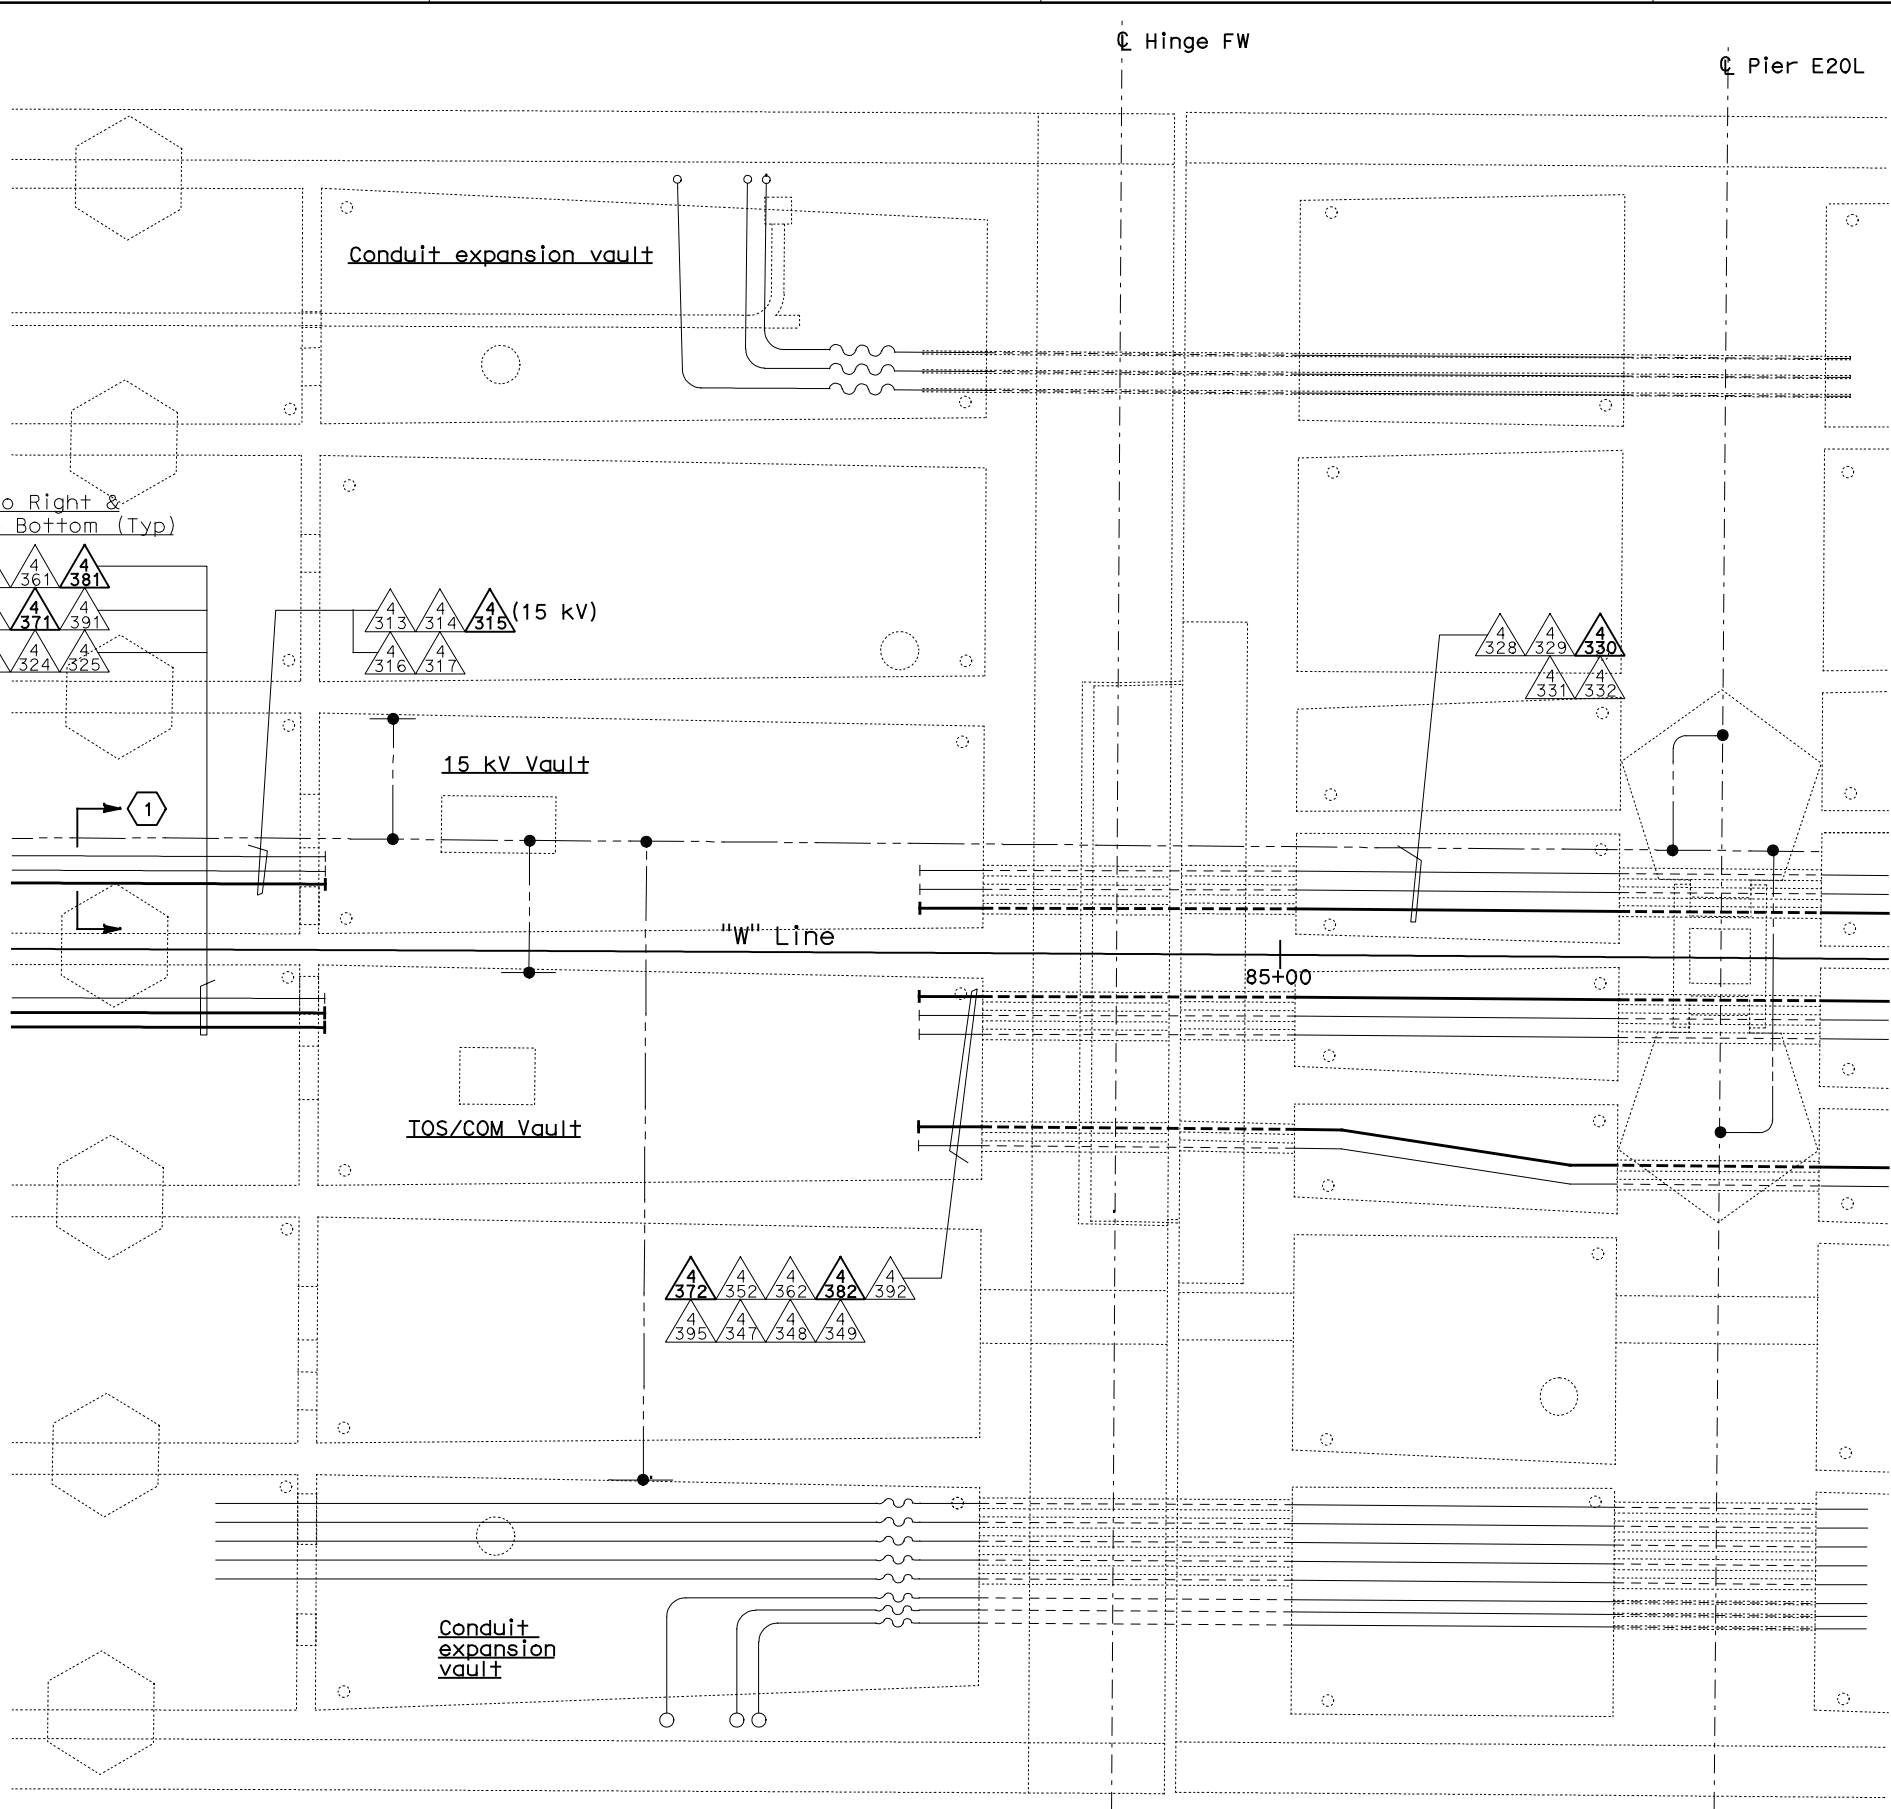 ℄ Hinge FW
℄ Pier E20L
Conduit expansion vault
o Right &
Bottom (Typ)
4 361
4 381
4 371
4 391
4 324
4 325
4 313
4 314
4 315
(15 kV)
4 316
4 317
4 328
4 329
4 330
4 331
4 332
15 kV Vault
1
"W" Line
85+00
TOS/COM Vault
4 372
4 352
4 362
4 382
4 392
4 395
4 347
4 348
4 349
Conduit
expansion
vault